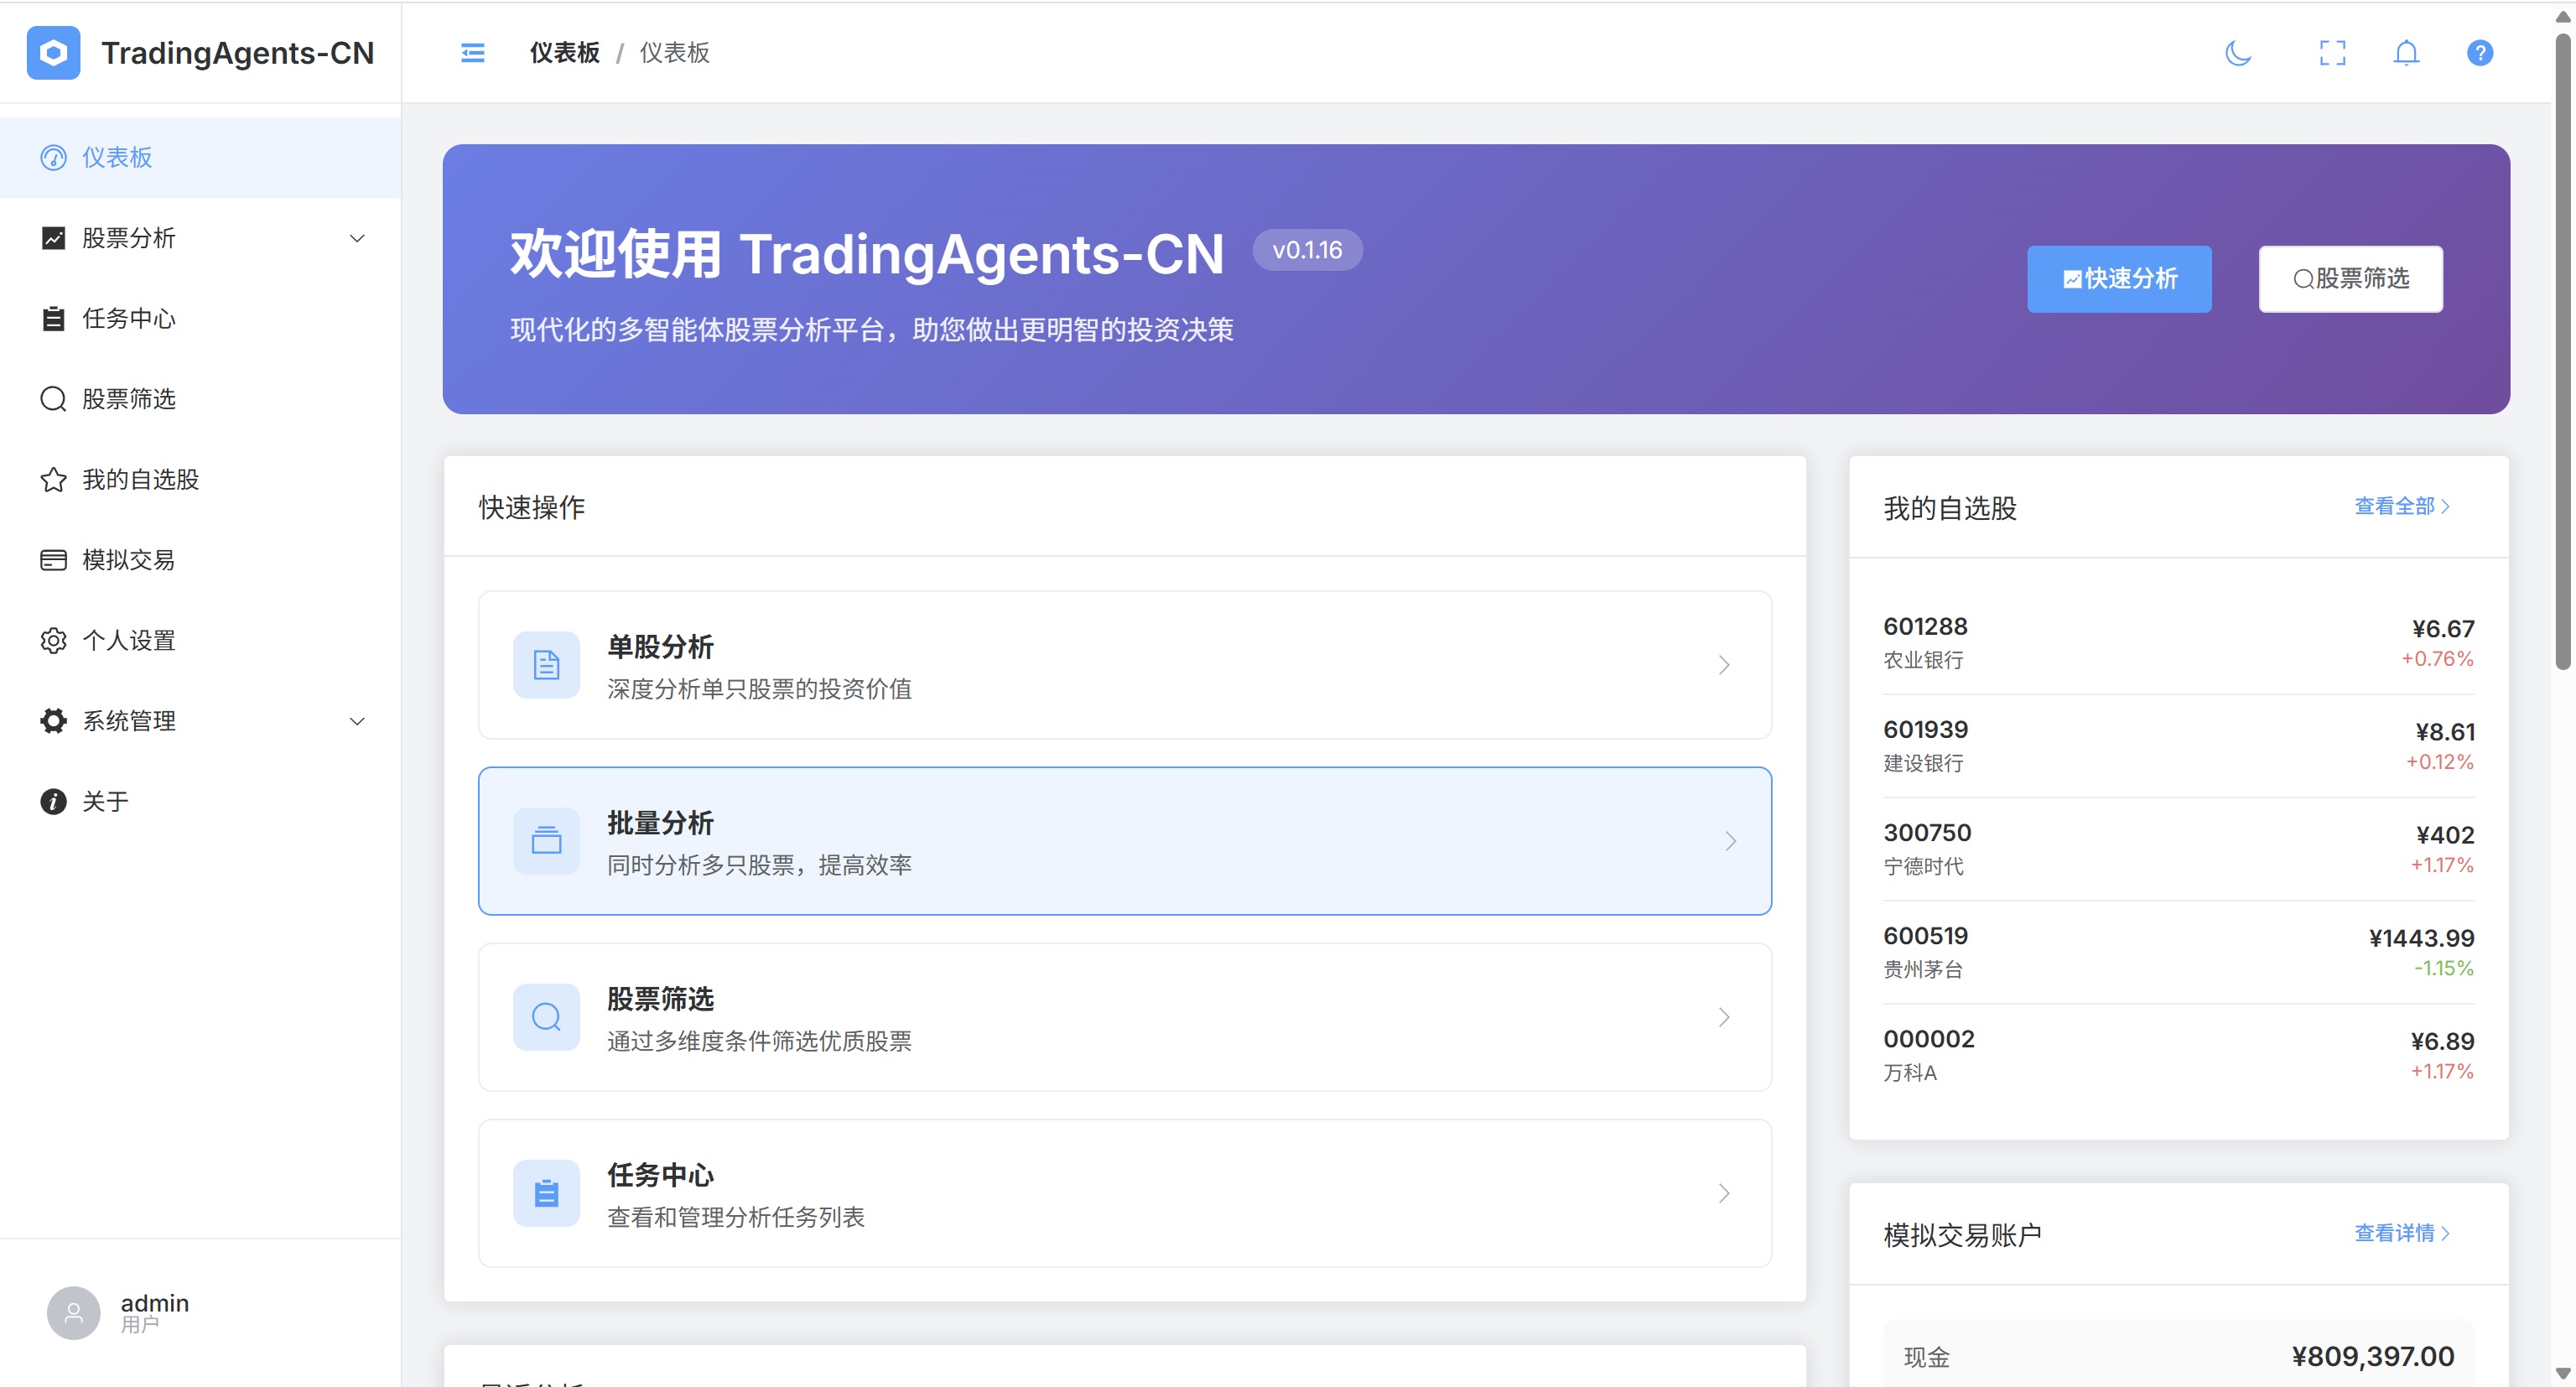 TradingAgents-CN
仪表板
股票分析
任务中心
股票筛选
我的自选股
模拟交易
个人设置
系统管理
关于
admin
用户
仪表板 / 仪表板
欢迎使用 TradingAgents-CN v0.1.16
现代化的多智能体股票分析平台，助您做出更明智的投资决策
快速分析
股票筛选
快速操作
单股分析
深度分析单只股票的投资价值
批量分析
同时分析多只股票，提高效率
股票筛选
通过多维度条件筛选优质股票
任务中心
查看和管理分析任务列表
我的自选股 查看全部
601288 ¥6.67
农业银行 +0.76%
601939 ¥8.61
建设银行 +0.12%
300750 ¥402
宁德时代 +1.17%
600519 ¥1443.99
贵州茅台 -1.15%
000002 ¥6.89
万科A +1.17%
模拟交易账户 查看详情
现金 ¥809,397.00